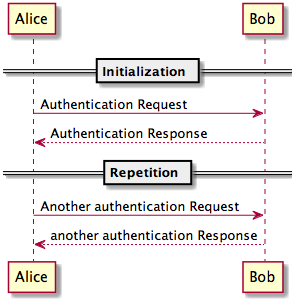 Alice Bob
Initialization
Authentication Request
Authentication Response
Repetition
Another authentication Request
another authentication Response
Alice Bob